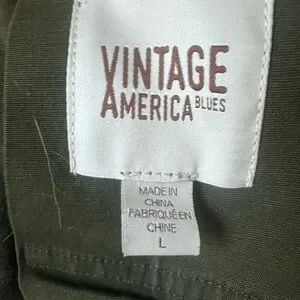 VINTAGE
AMERICA BLUES
MADE IN
CHINA
FABRIQUÉ EN
CHINE
L